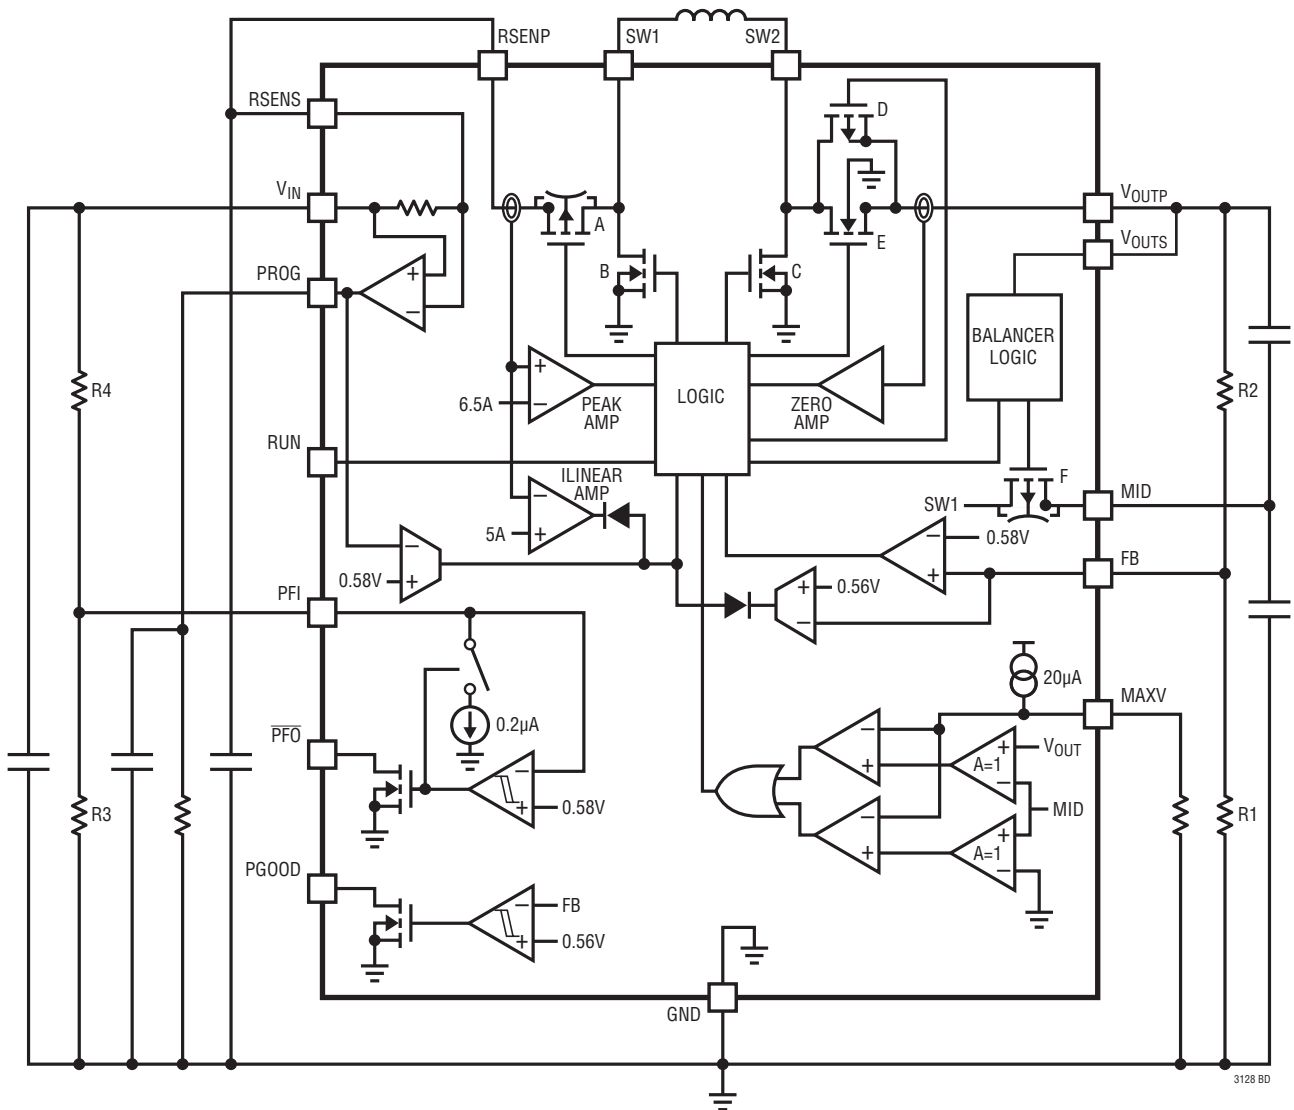 RSENP
SW1
SW2
RSENS
D
VIN
VOUTP
A
E
VOUTS
PROG
+
−
B
C
BALANCER
LOGIC
R4
+
6.5A
−
PEAK
AMP
LOGIC
ZERO
AMP
R2
RUN
ILINEAR
AMP
F
−
5A
+
SW1
MID
−
0.58V
−
0.58V
+
FB
+
PFI
+
0.56V
−
20µA
MAXV
0.2µA
PFO
−
+
VOUT
A=1
+
−
−
0.58V
+
MID
R3
−
R1
+
A=1
+
−
PGOOD
−
FB
+
0.56V
GND
3128 BD